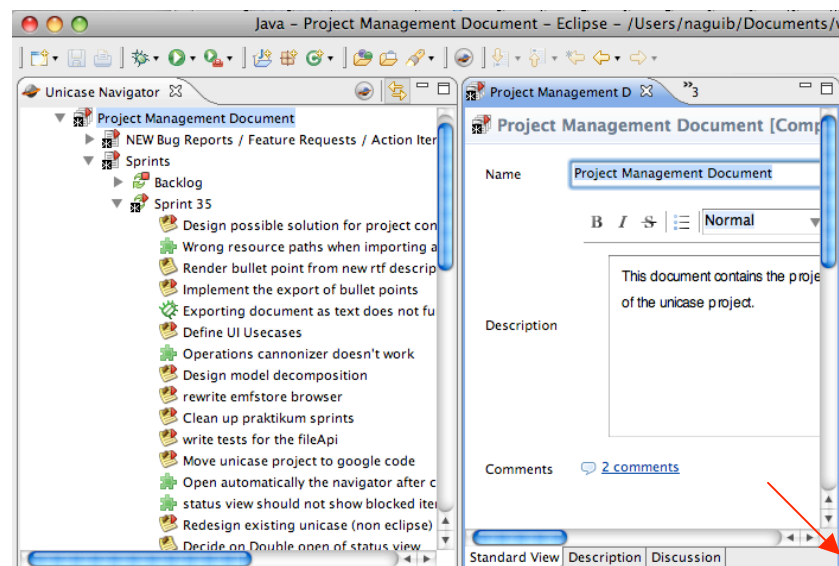 Java – Project Management Document – Eclipse – /Users/naguib/Documents/
Unicase Navigator
Project Management Document
NEW Bug Reports / Feature Requests / Action Iter
Sprints
Backlog
Sprint 35
Design possible solution for project con
Wrong resource paths when importing a
Render bullet point from new rtf descrip
Implement the export of bullet points
Exporting document as text does not fu
Define UI Usecases
Operations cannonizer doesn't work
Design model decomposition
rewrite emfstore browser
Clean up praktikum sprints
write tests for the fileApi
Move unicase project to google code
Open automatically the navigator after c
status view should not show blocked ite
Redesign existing unicase (non eclipse)
Decide on Double open of status view
Project Management D
»3
Project Management Document [Comp
Name
Project Management Document
B I S Normal
Description
This document contains the proje
of the unicase project.
Comments
2 comments
Standard View Description Discussion